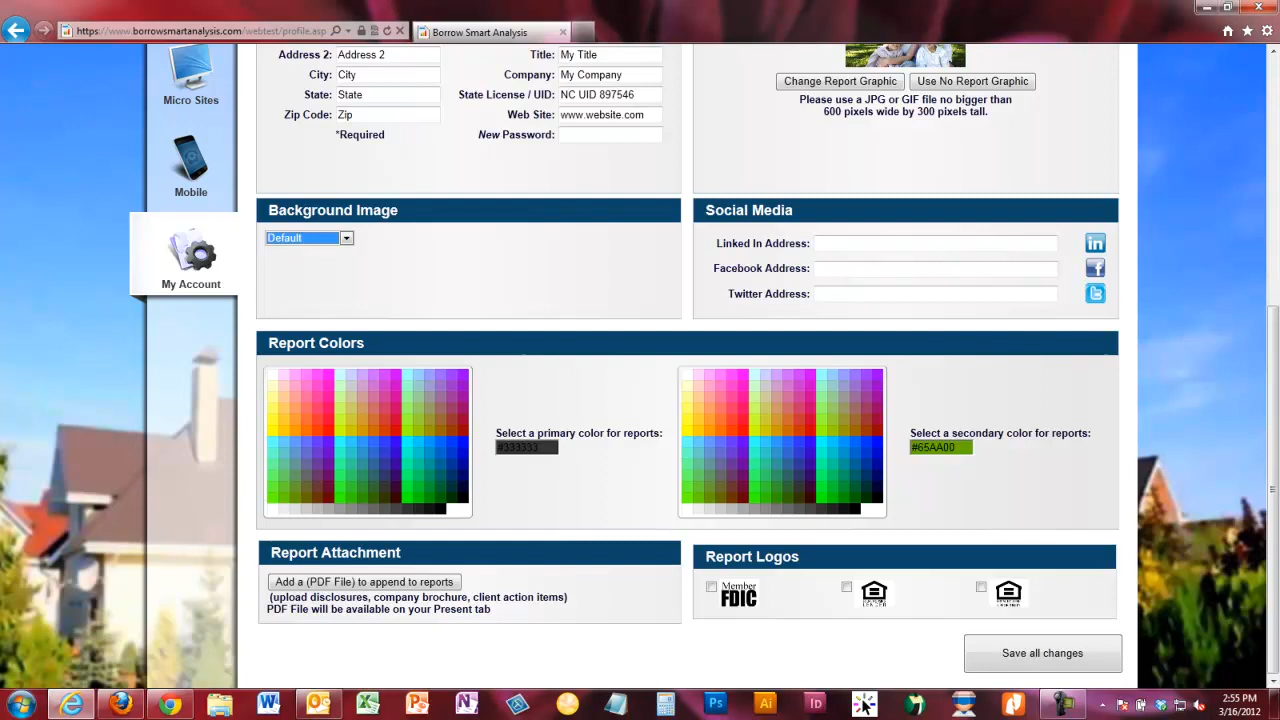 https://www.borrowsmartanalysis.com/webtest/profile.asp
Borrow Smart Analysis
Micro Sites
Mobile
My Account
Address 2: Address 2
City: City
State: State
Zip Code: Zip
*Required
Title: My Title
Company: My Company
State License / UID: NC UID 897546
Web Site: www.website.com
New Password:
Change Report Graphic
Use No Report Graphic
Please use a JPG or GIF file no bigger than
600 pixels wide by 300 pixels tall.
Background Image
Default
Social Media
Linked In Address:
in
Facebook Address:
f
Twitter Address:
t
Report Colors
Select a primary color for reports:
#333333
Select a secondary color for reports:
#65AA00
Report Attachment
Add a (PDF File) to append to reports
(upload disclosures, company brochure, client action items)
PDF File will be available on your Present tab
Report Logos
Member
FDIC
Save all changes
Ps
Ai
Id
2:55 PM
3/16/2012